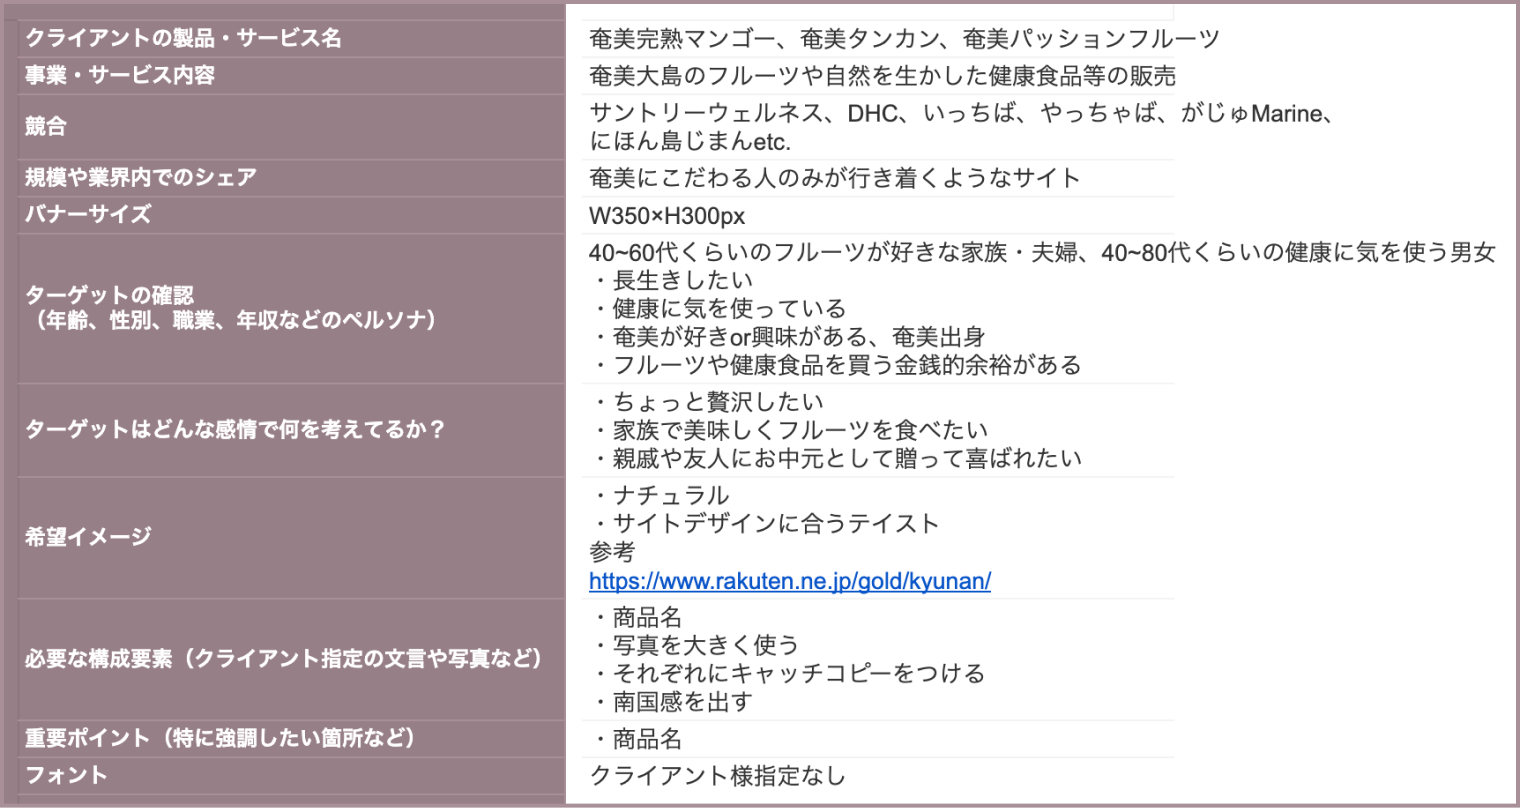 クライアントの製品・サービス名
奄美完熟マンゴー、奄美タンカン、奄美パッションフルーツ
事業・サービス内容
奄美大島のフルーツや自然を生かした健康食品等の販売
競合
サントリーウェルネス、DHC、いっちば、やっちゃば、がじゅMarine、
にほん島じまんetc.
規模や業界内でのシェア
奄美にこだわる人のみが行き着くようなサイト
バナーサイズ
W350×H300px
ターゲットの確認
（年齢、性別、職業、年収などのペルソナ）
40~60代くらいのフルーツが好きな家族・夫婦、40~80代くらいの健康に気を使う男女
・長生きしたい
・健康に気を使っている
・奄美が好きor興味がある、奄美出身
・フルーツや健康食品を買う金銭的余裕がある
ターゲットはどんな感情で何を考えてるか？
・ちょっと贅沢したい
・家族で美味しくフルーツを食べたい
・親戚や友人にお中元として贈って喜ばれたい
希望イメージ
・ナチュラル
・サイトデザインに合うテイスト
参考
https://www.rakuten.ne.jp/gold/kyunan/
必要な構成要素（クライアント指定の文言や写真など）
・商品名
・写真を大きく使う
・それぞれにキャッチコピーをつける
・南国感を出す
重要ポイント（特に強調したい箇所など）
・商品名
フォント
クライアント様指定なし